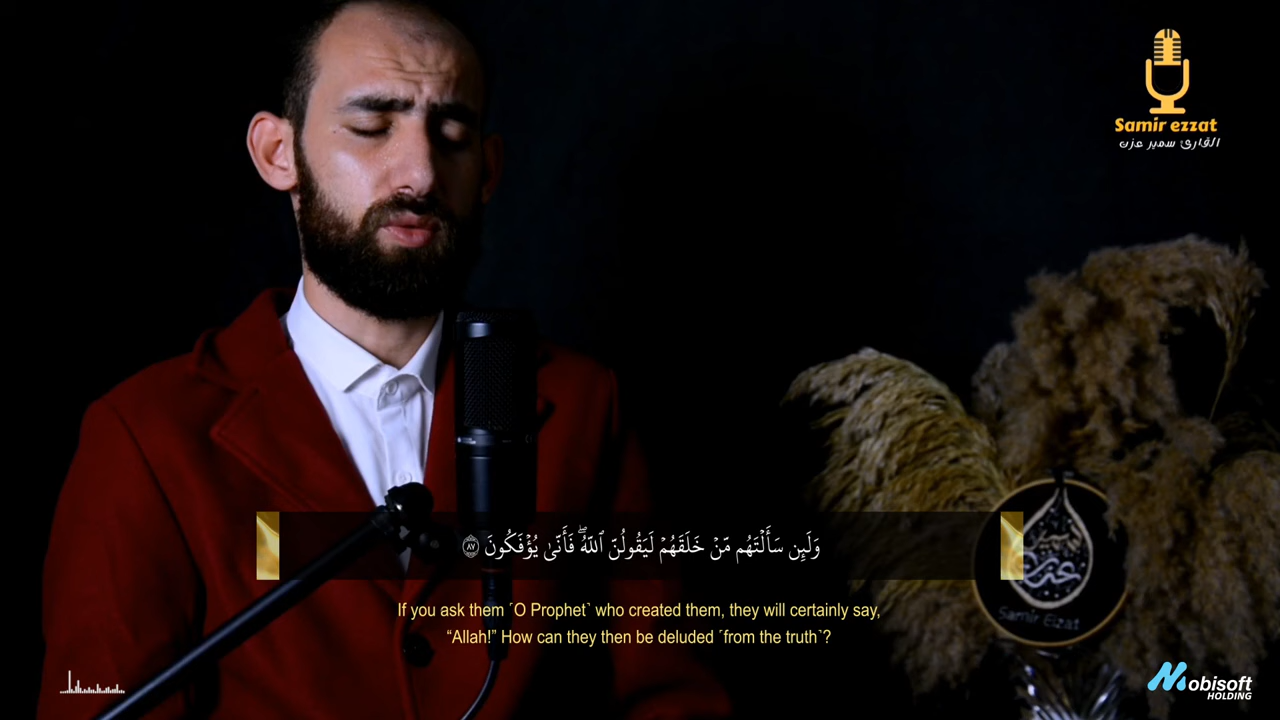 Samir ezzat
القارئ سمير عزت
وَلَئِن سَأَلْتَهُم مَّنْ خَلَقَهُمْ لَيَقُولُنَّ ٱللَّهُ ۖ فَأَنَّىٰ يُؤْفَكُونَ ٨٧
If you ask them ˹O Prophet˺ who created them, they will certainly say,
“Allah!” How can they then be deluded ˹from the truth˺?
Samir Ezzat
Mobisoft
HOLDING